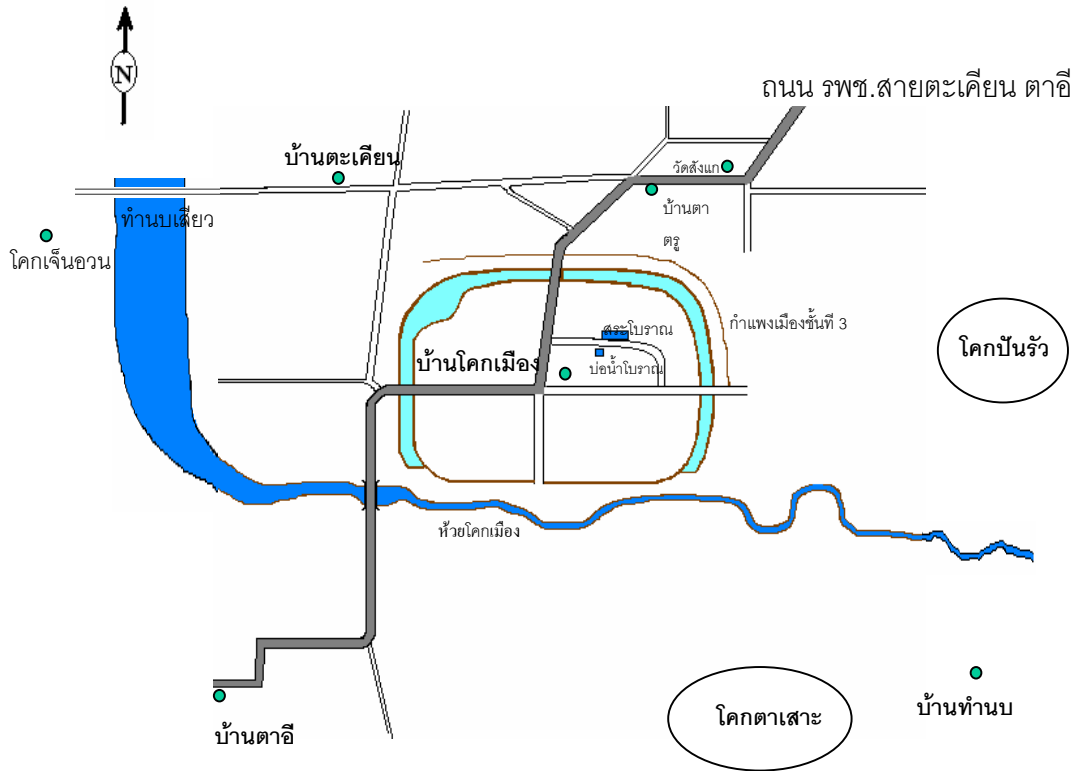 N
ถนน รพช.สายตะเคียน ตาอี
บ้านตะเคียน
วัดสังแก
ทำนบเสียว
บ้านตา
ตรู
โคกเจ็นอวน
กำแพงเมืองชั้นที่ 3
สระโบราณ
โคกปันรัว
บ้านโคกเมือง
บ่อน้ำโบราณ
ห้วยโคกเมือง
บ้านทำนบ
โคกตาเสาะ
บ้านตาอี